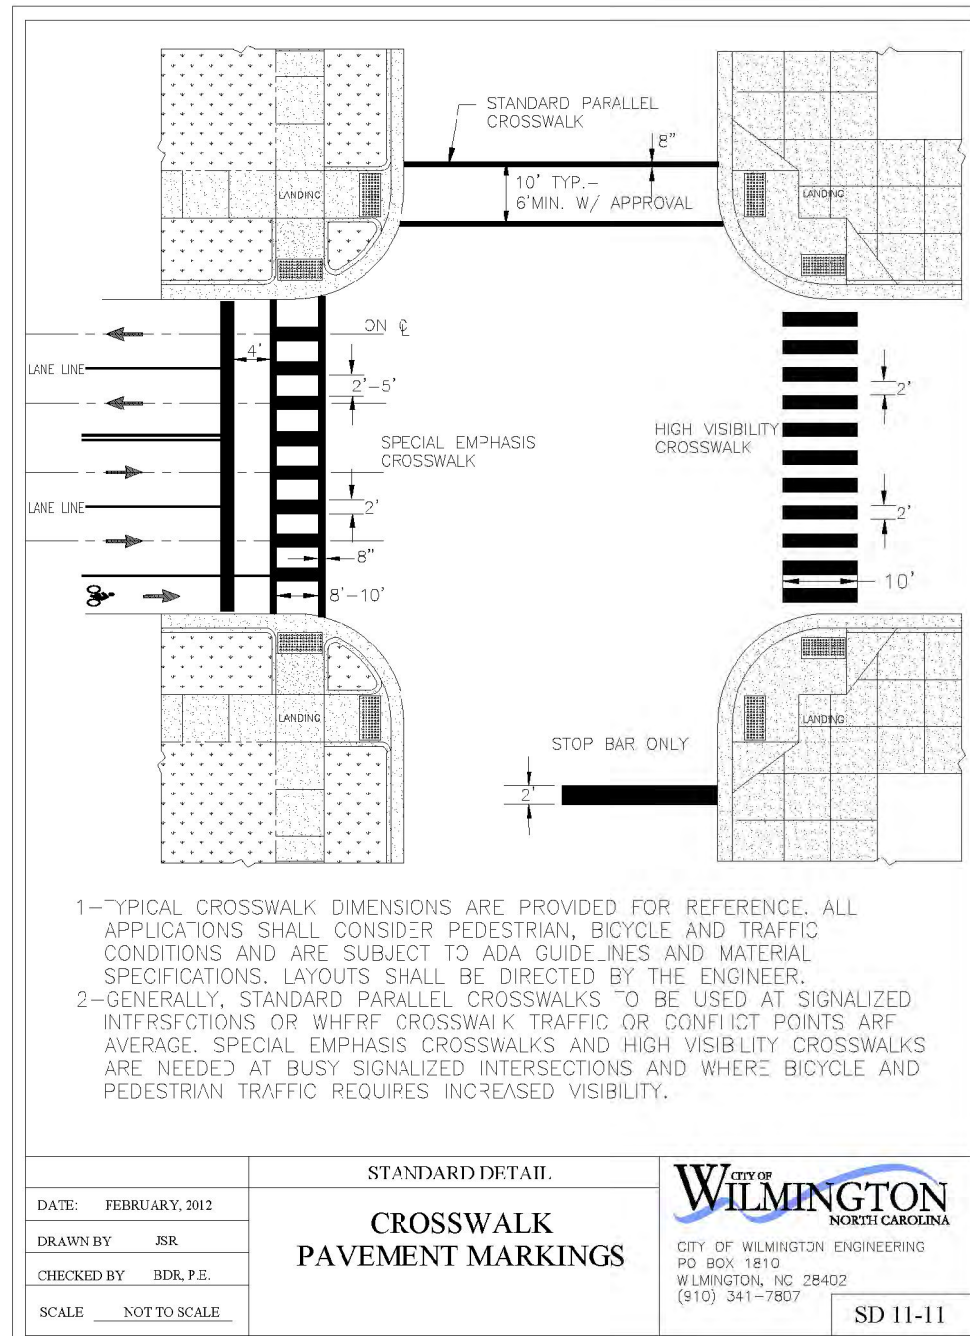 STANDARD PARALLEL
CROSSWALK
8"
10' TYP.-
6'MIN. W/ APPROVAL
LANDING
LANDING
ON ℄
4'
LANE LINE
2'-5'
2'
SPECIAL EMPHASIS
CROSSWALK
HIGH VISIBILITY
CROSSWALK
LANE LINE
2'
2'
8"
8'-10'
10'
LANDING
LANDING
STOP BAR ONLY
2'
1-TYPICAL CROSSWALK DIMENSIONS ARE PROVIDED FOR REFERENCE. ALL
APPLICATIONS SHALL CONSIDER PEDESTRIAN, BICYCLE AND TRAFFIC
CONDITIONS AND ARE SUBJECT TO ADA GUIDELINES AND MATERIAL
SPECIFICATIONS. LAYOUTS SHALL BE DIRECTED BY THE ENGINEER.
2-GENERALLY, STANDARD PARALLEL CROSSWALKS TO BE USED AT SIGNALIZED
INTERSECTIONS OR WHERE CROSSWALK TRAFFIC OR CONFLICT POINTS ARE
AVERAGE. SPECIAL EMPHASIS CROSSWALKS AND HIGH VISIBILITY CROSSWALKS
ARE NEEDED AT BUSY SIGNALIZED INTERSECTIONS AND WHERE BICYCLE AND
PEDESTRIAN TRAFFIC REQUIRES INCREASED VISIBILITY.
DATE: FEBRUARY, 2012
DRAWN BY JSR
CHECKED BY BDR, P.E.
SCALE NOT TO SCALE
STANDARD DETAIL
CROSSWALK
PAVEMENT MARKINGS
CITY OF
WILMINGTON
NORTH CAROLINA
CITY OF WILMINGTON ENGINEERING
PO BOX 1810
WILMINGTON, NC 28402
(910) 341-7807
SD 11-11